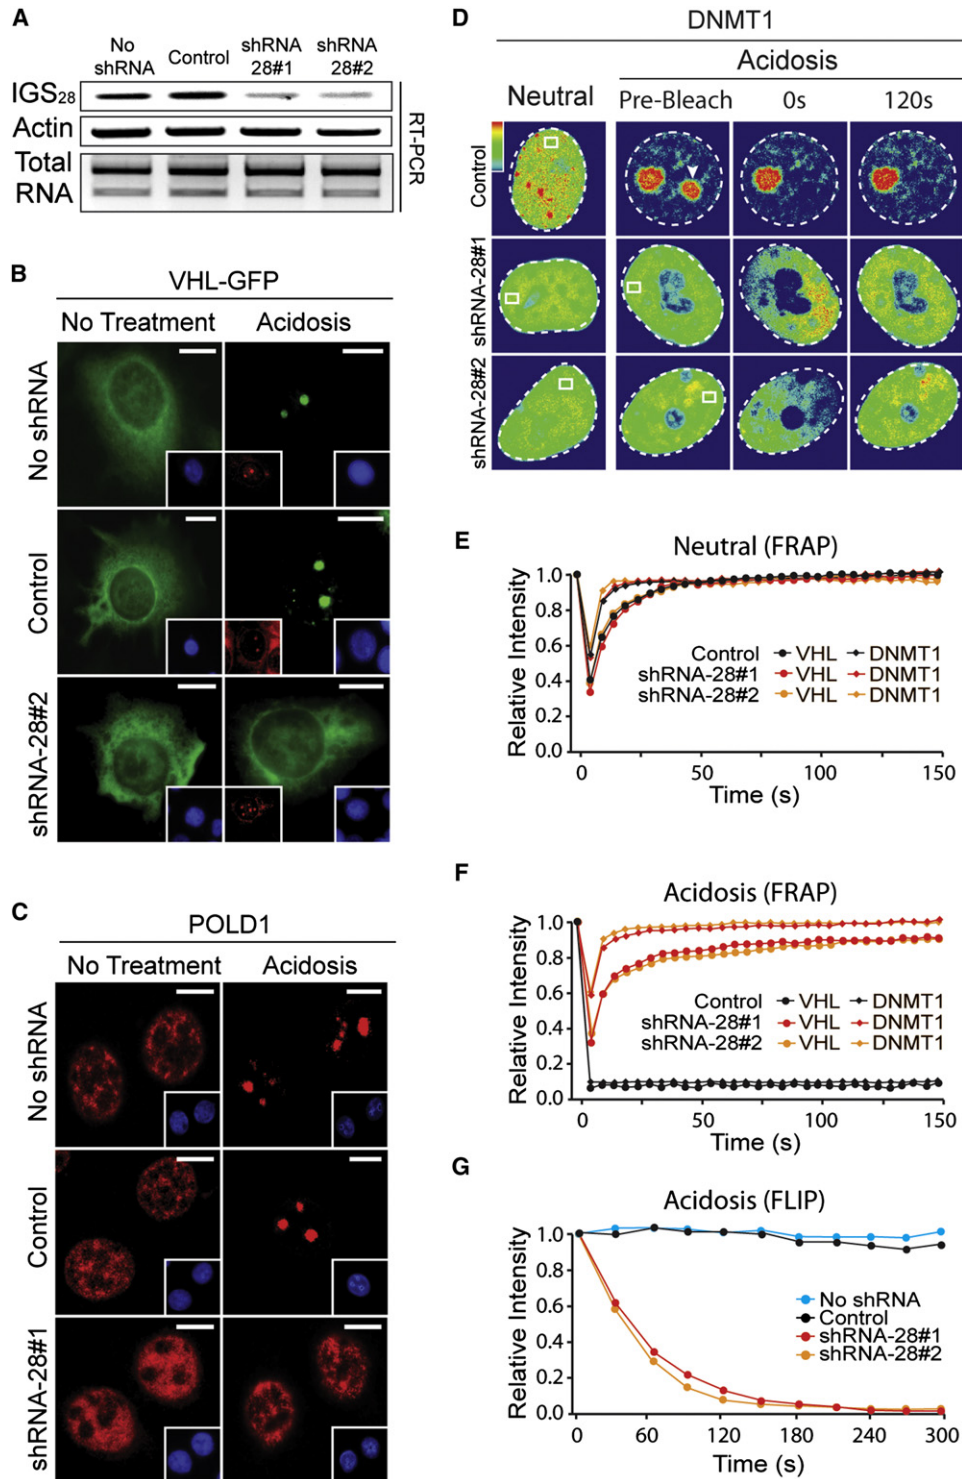 A
No shRNA
Control
shRNA 28#1
shRNA 28#2
IGS28
Actin
Total RNA
RT-PCR
B
VHL-GFP
No Treatment
Acidosis
No shRNA
Control
shRNA-28#2
C
POLD1
No Treatment
Acidosis
No shRNA
Control
shRNA-28#1
D
DNMT1
Acidosis
Neutral
Pre-Bleach
0s
120s
Control
shRNA-28#1
shRNA-28#2
E
Neutral (FRAP)
Relative Intensity
1.0
0.8
0.6
0.4
0.2
0.0
Control VHL DNMT1
shRNA-28#1 VHL DNMT1
shRNA-28#2 VHL DNMT1
0 50 100 150
Time (s)
F
Acidosis (FRAP)
Relative Intensity
1.0
0.8
0.6
0.4
0.2
0.0
Control VHL DNMT1
shRNA-28#1 VHL DNMT1
shRNA-28#2 VHL DNMT1
0 50 100 150
Time (s)
G
Acidosis (FLIP)
Relative Intensity
1.0
0.8
0.6
0.4
0.2
0.0
No shRNA
Control
shRNA-28#1
shRNA-28#2
0 60 120 180 240 300
Time (s)